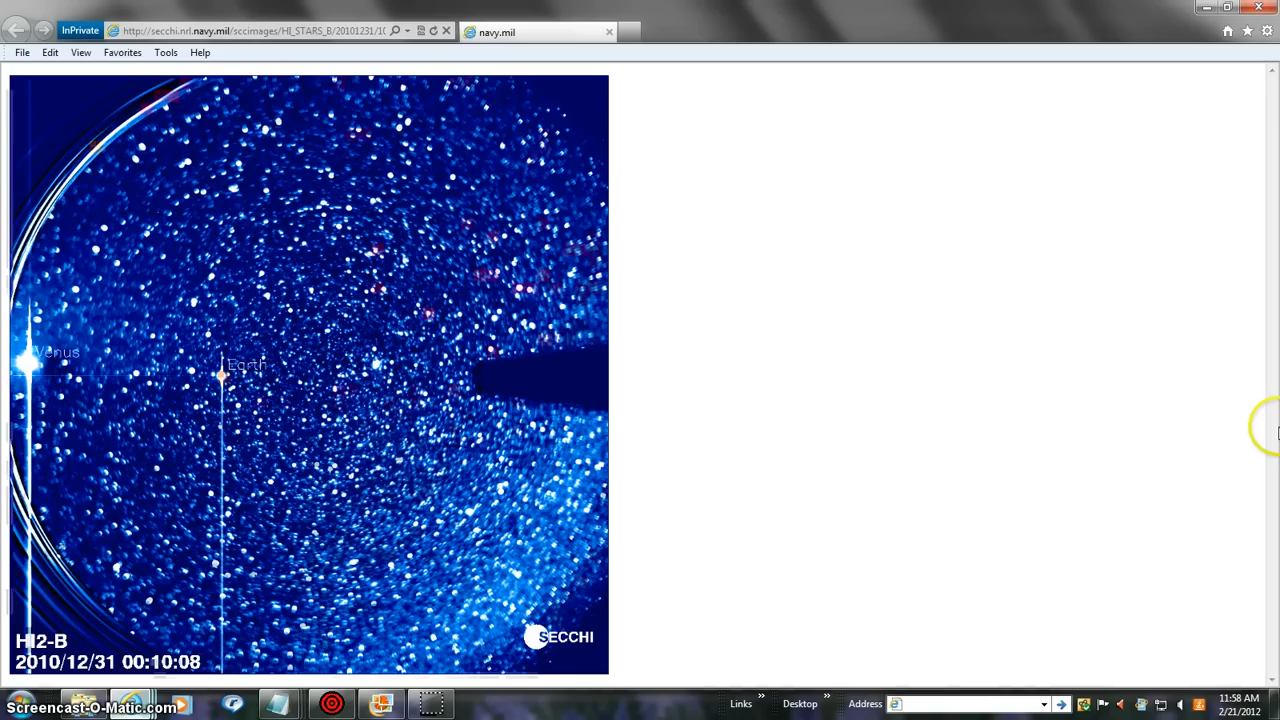 InPrivate
http://secchi.nrl.navy.mil/sccimages/HI_STARS_B/20101231/10
navy.mil
File Edit View Favorites Tools Help
Venus
Earth
HI2-B
SECCHI
2010/12/31 00:10:08
Screencast-O-Matic.com
Links » Desktop » Address
11:58 AM
2/21/2012